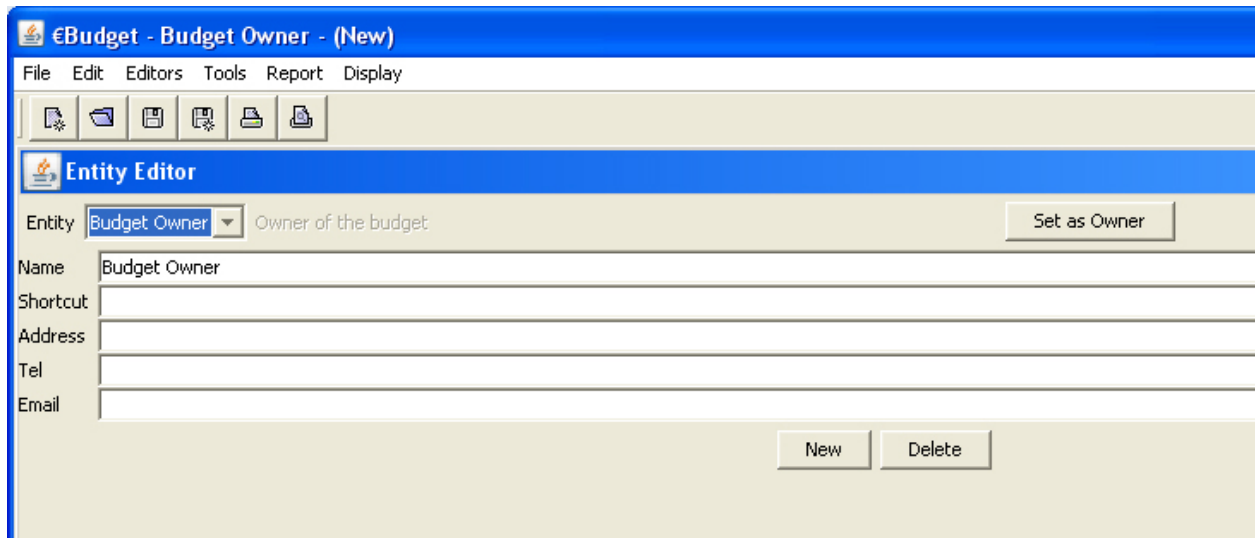 €Budget - Budget Owner - (New)
File Edit Editors Tools Report Display
Entity Editor
Entity Budget Owner Owner of the budget Set as Owner
Name Budget Owner
Shortcut
Address
Tel
Email
New Delete